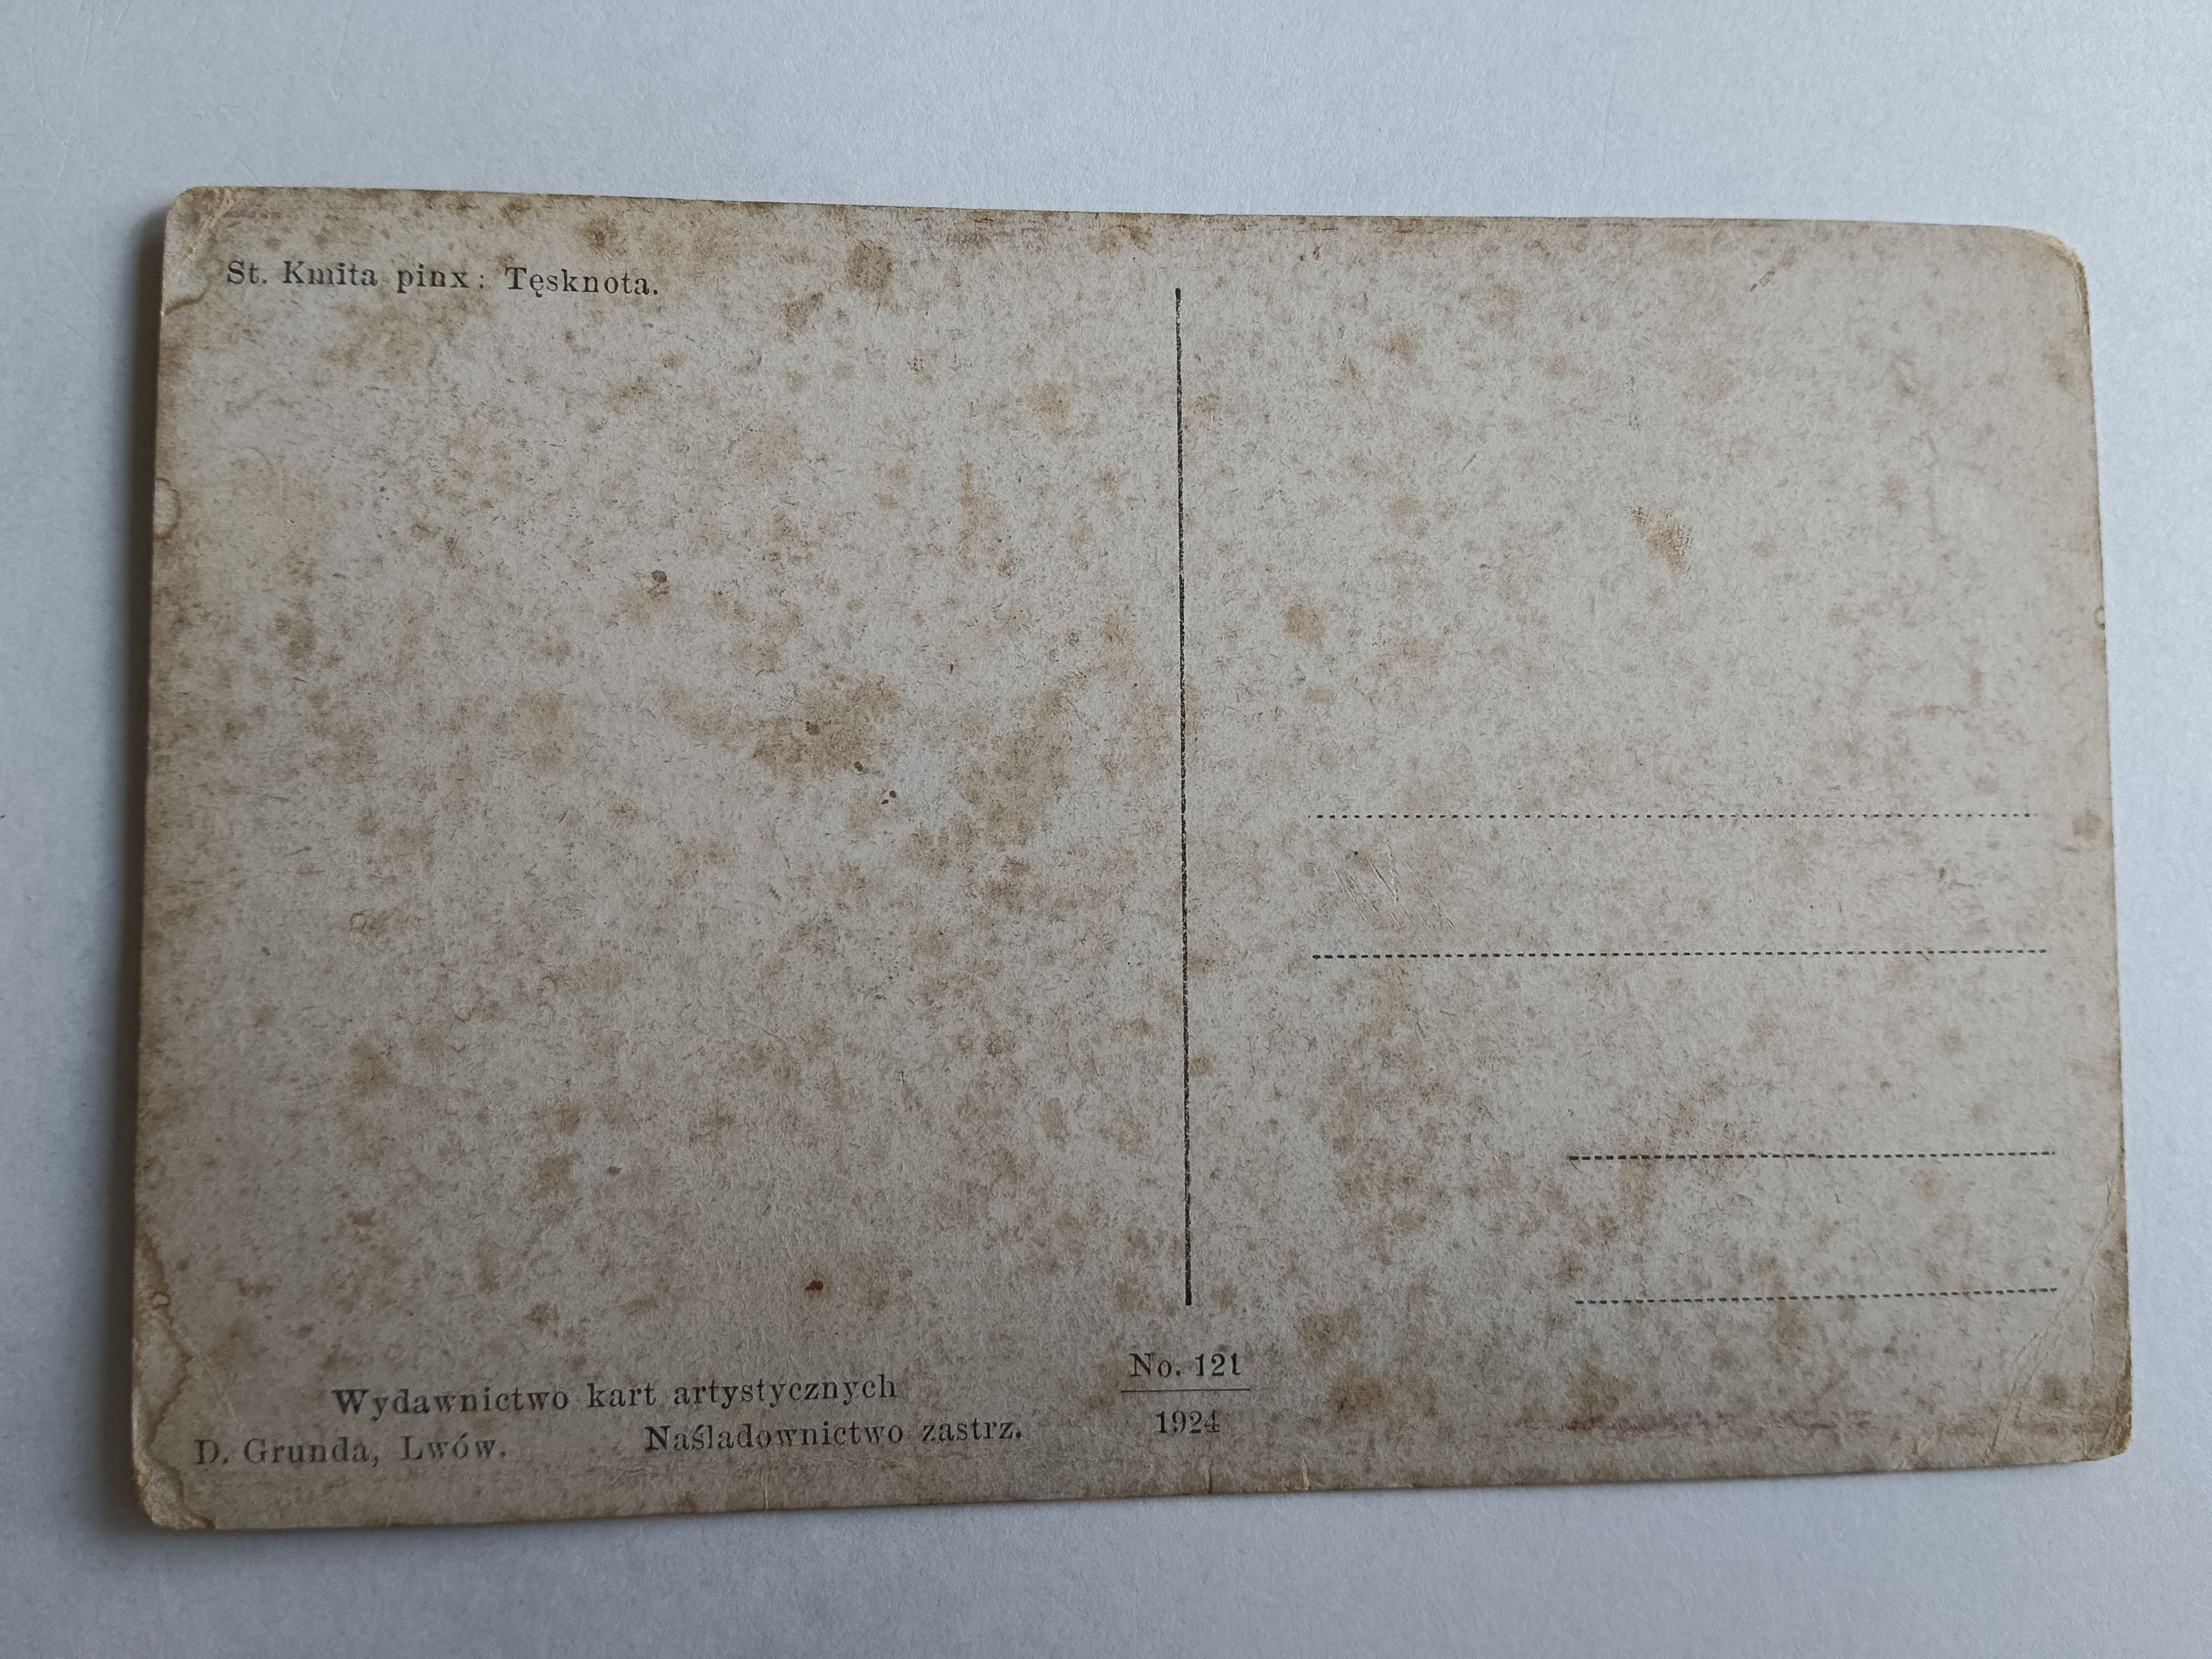 St. Kmita pinx: Tęsknota.
Wydawnictwo kart artystycznych
D. Grunda, Lwów. Naśladownictwo zastrz.
No. 121
1924